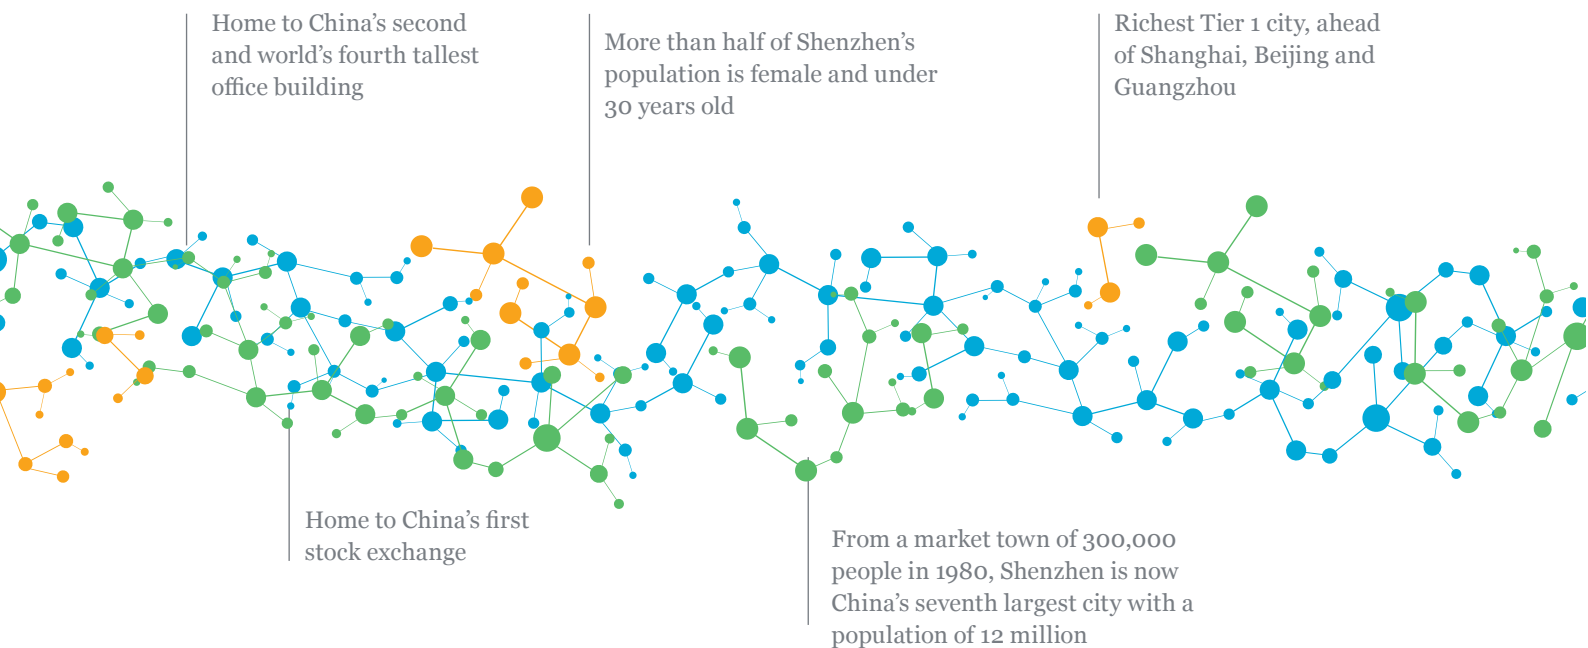 Home to China’s second
and world’s fourth tallest
office building
More than half of Shenzhen’s
population is female and under
30 years old
Richest Tier 1 city, ahead
of Shanghai, Beijing and
Guangzhou
Home to China’s first
stock exchange
From a market town of 300,000
people in 1980, Shenzhen is now
China’s seventh largest city with a
population of 12 million